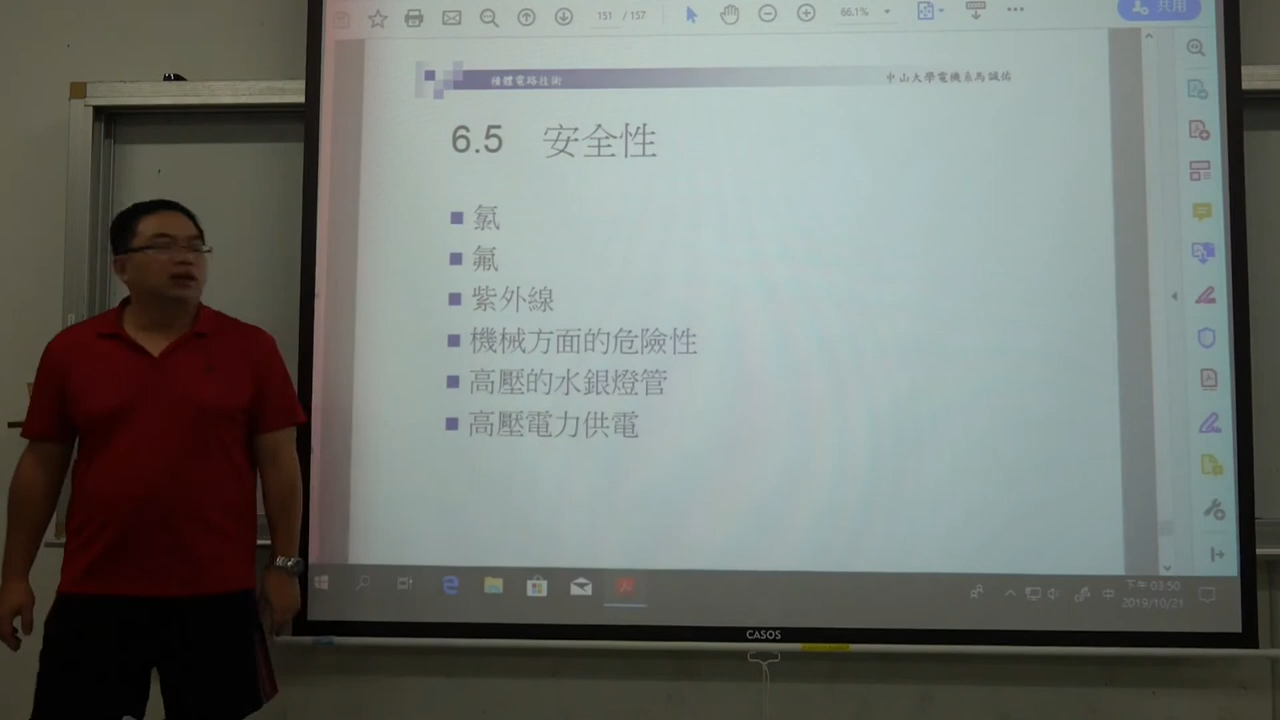 151 / 157
66.1%
共用
積體電路技術
中山大學電機系馬誠佑
6.5 安全性
氯
氟
紫外線
機械方面的危險性
高壓的水銀燈管
高壓電力供電
中
下午 03:50
2019/10/21
CASOS